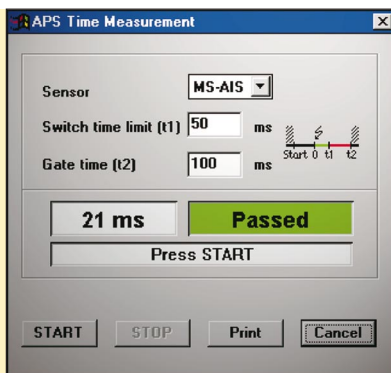 APS Time Measurement
Sensor MS-AIS
Switch time limit (t1) 50 ms
Gate time (t2) 100 ms
Start 0 t1 t2
21 ms Passed
Press START
START STOP Print Cancel